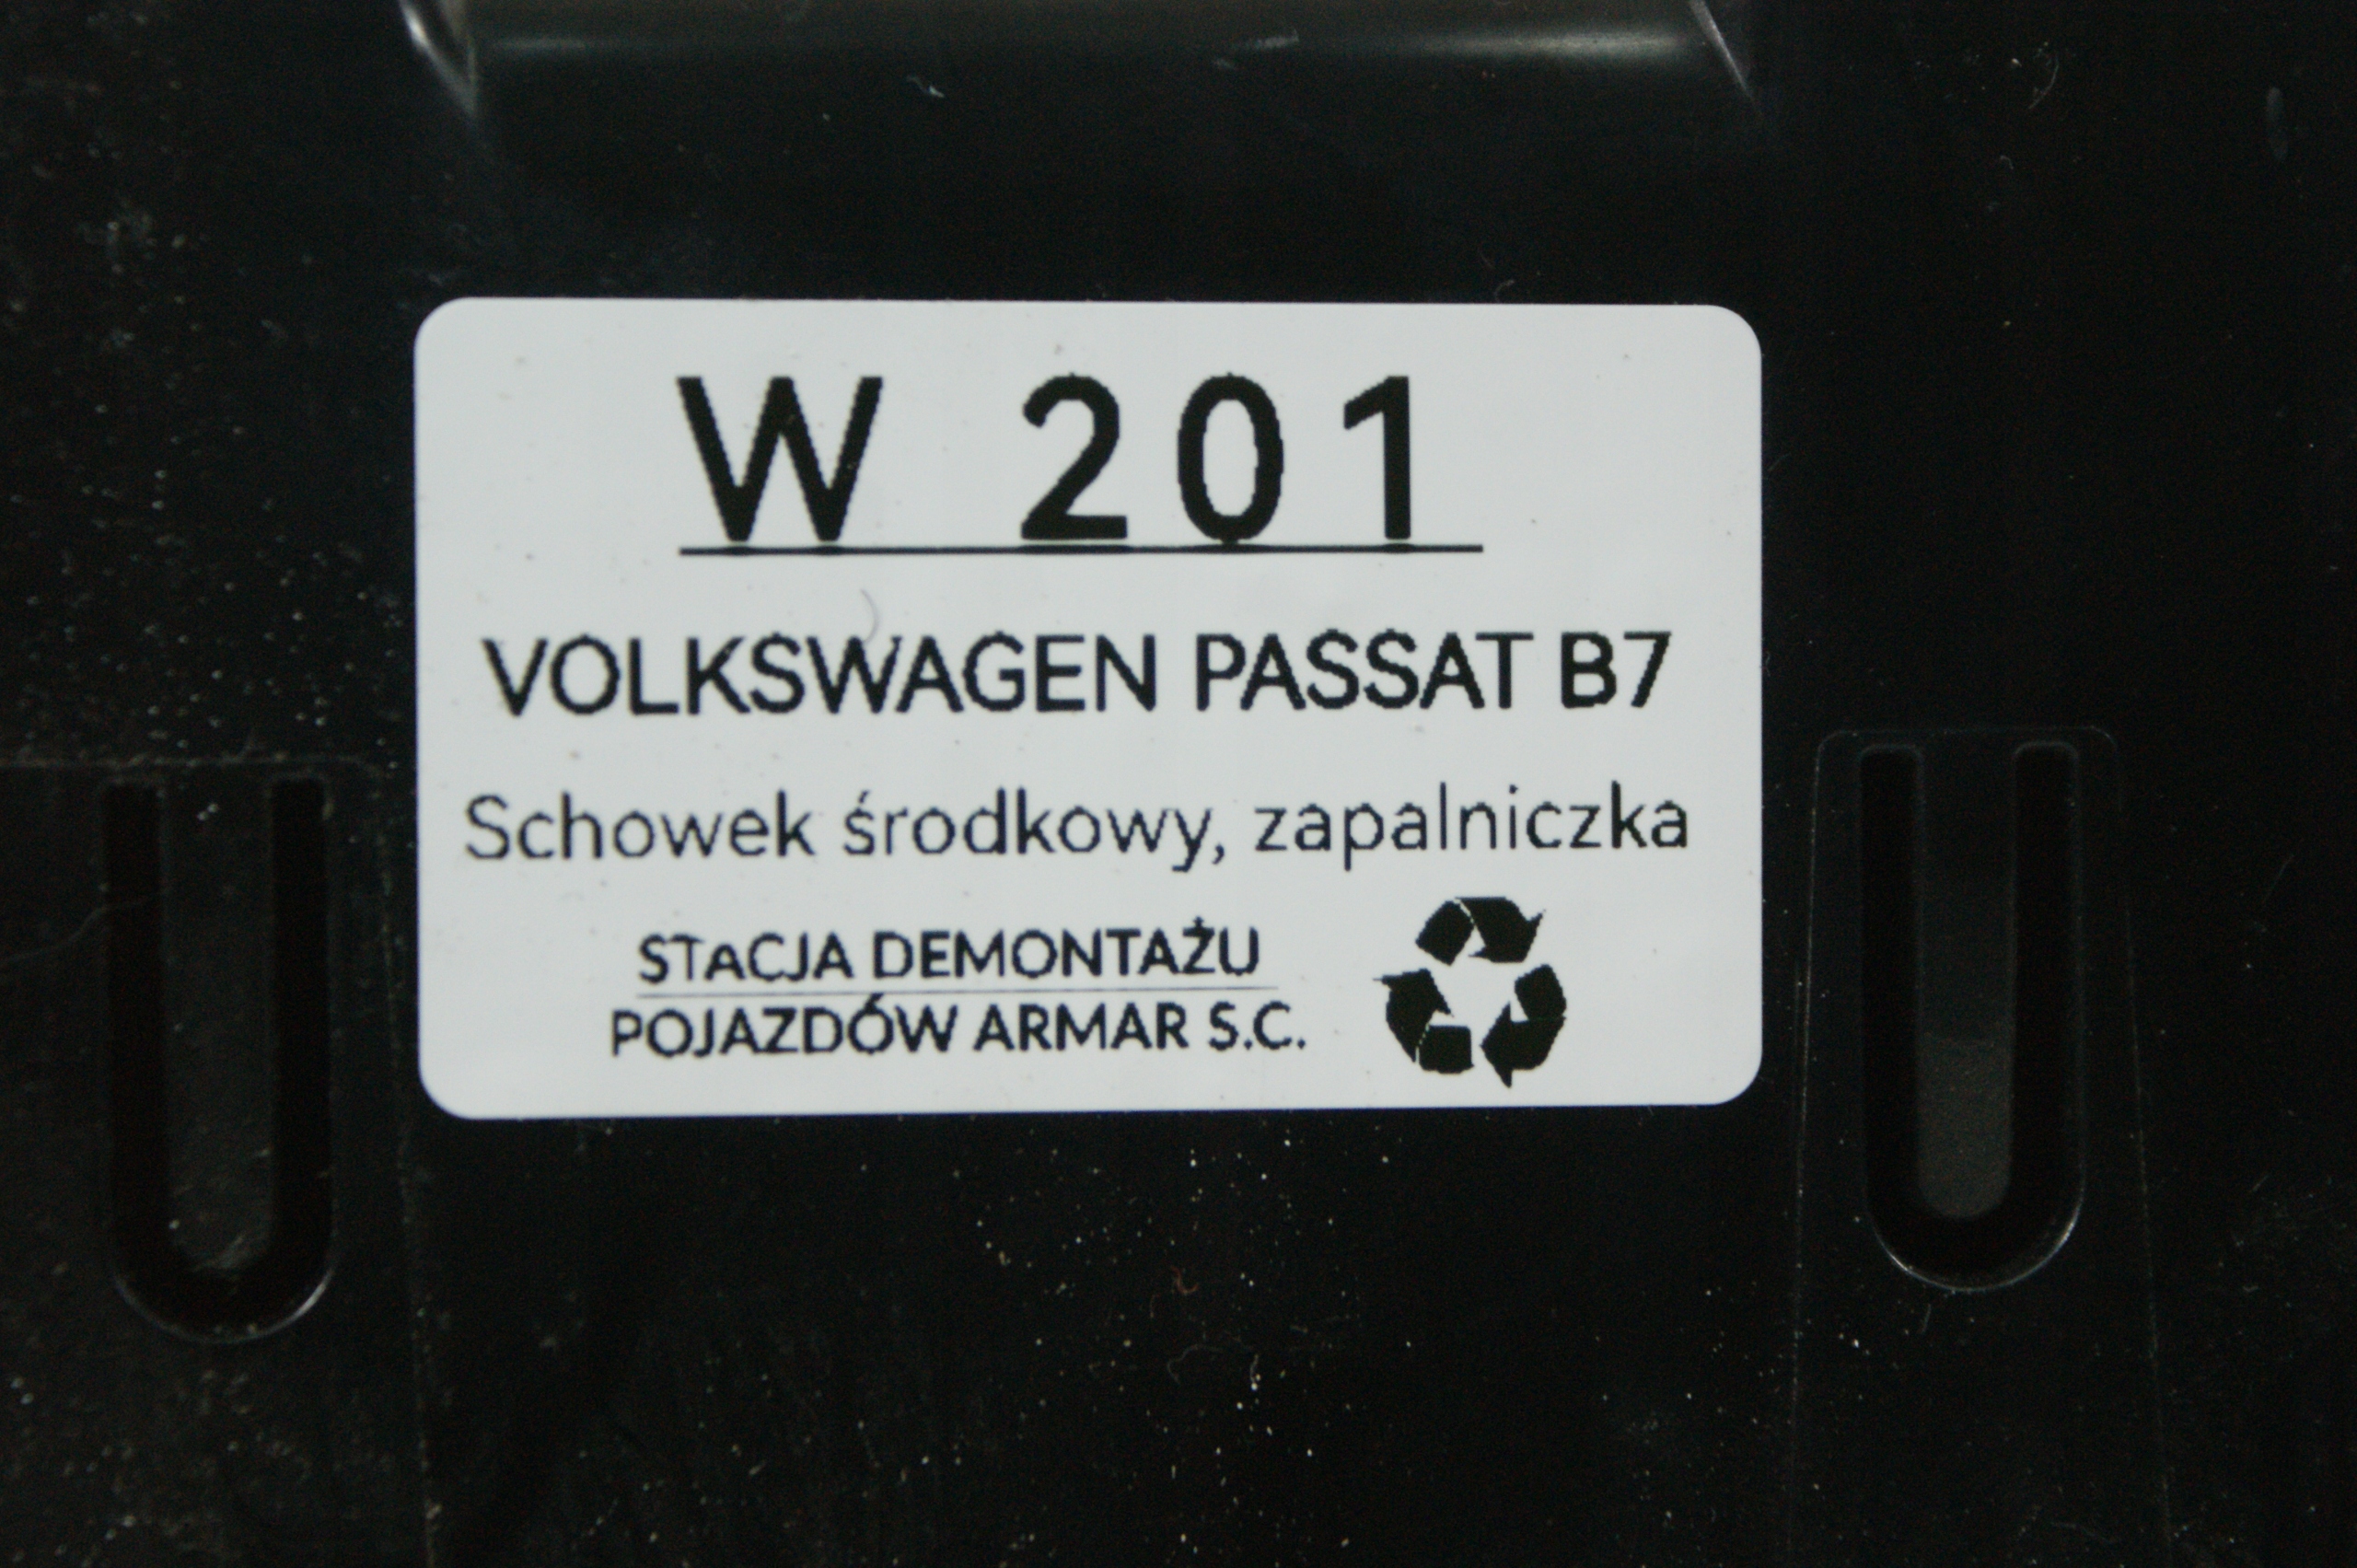 W 201
VOLKSWAGEN PASSAT B7
Schowek środkowy, zapalniczka
STaCJA DEMONTAŻU
POJAZDÓW ARMAR S.C.